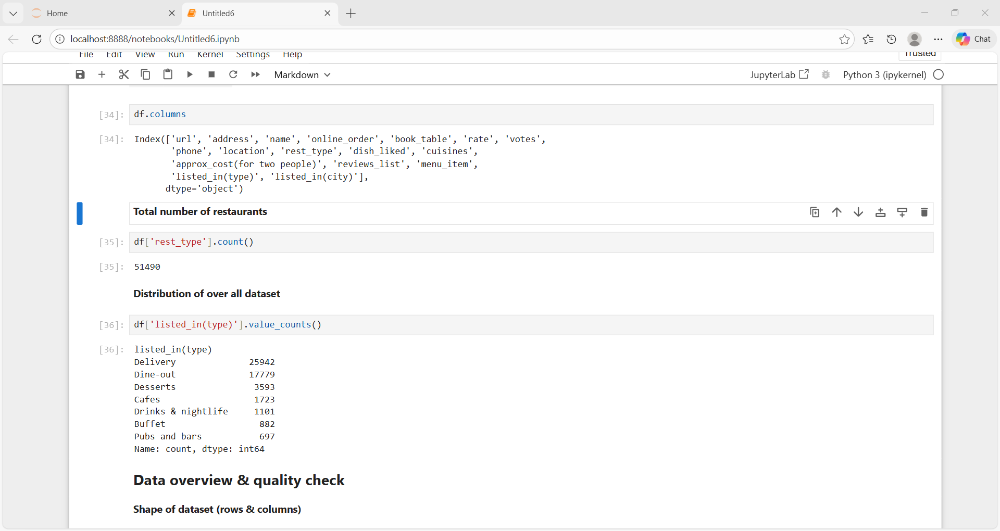 Home
Untitled6
localhost:8888/notebooks/Untitled6.ipynb
Chat
File Edit View Run Kernel Settings Help
Trusted
Markdown
JupyterLab
Python 3 (ipykernel)
[34]: df.columns
[34]: Index(['url', 'address', 'name', 'online_order', 'book_table', 'rate', 'votes',
'phone', 'location', 'rest_type', 'dish_liked', 'cuisines',
'approx_cost(for two people)', 'reviews_list', 'menu_item',
'listed_in(type)', 'listed_in(city)'],
dtype='object')
Total number of restaurants
[35]: df['rest_type'].count()
[35]: 51490
Distribution of over all dataset
[36]: df['listed_in(type)'].value_counts()
[36]: listed_in(type)
Delivery 25942
Dine-out 17779
Desserts 3593
Cafes 1723
Drinks & nightlife 1101
Buffet 882
Pubs and bars 697
Name: count, dtype: int64
Data overview & quality check
Shape of dataset (rows & columns)